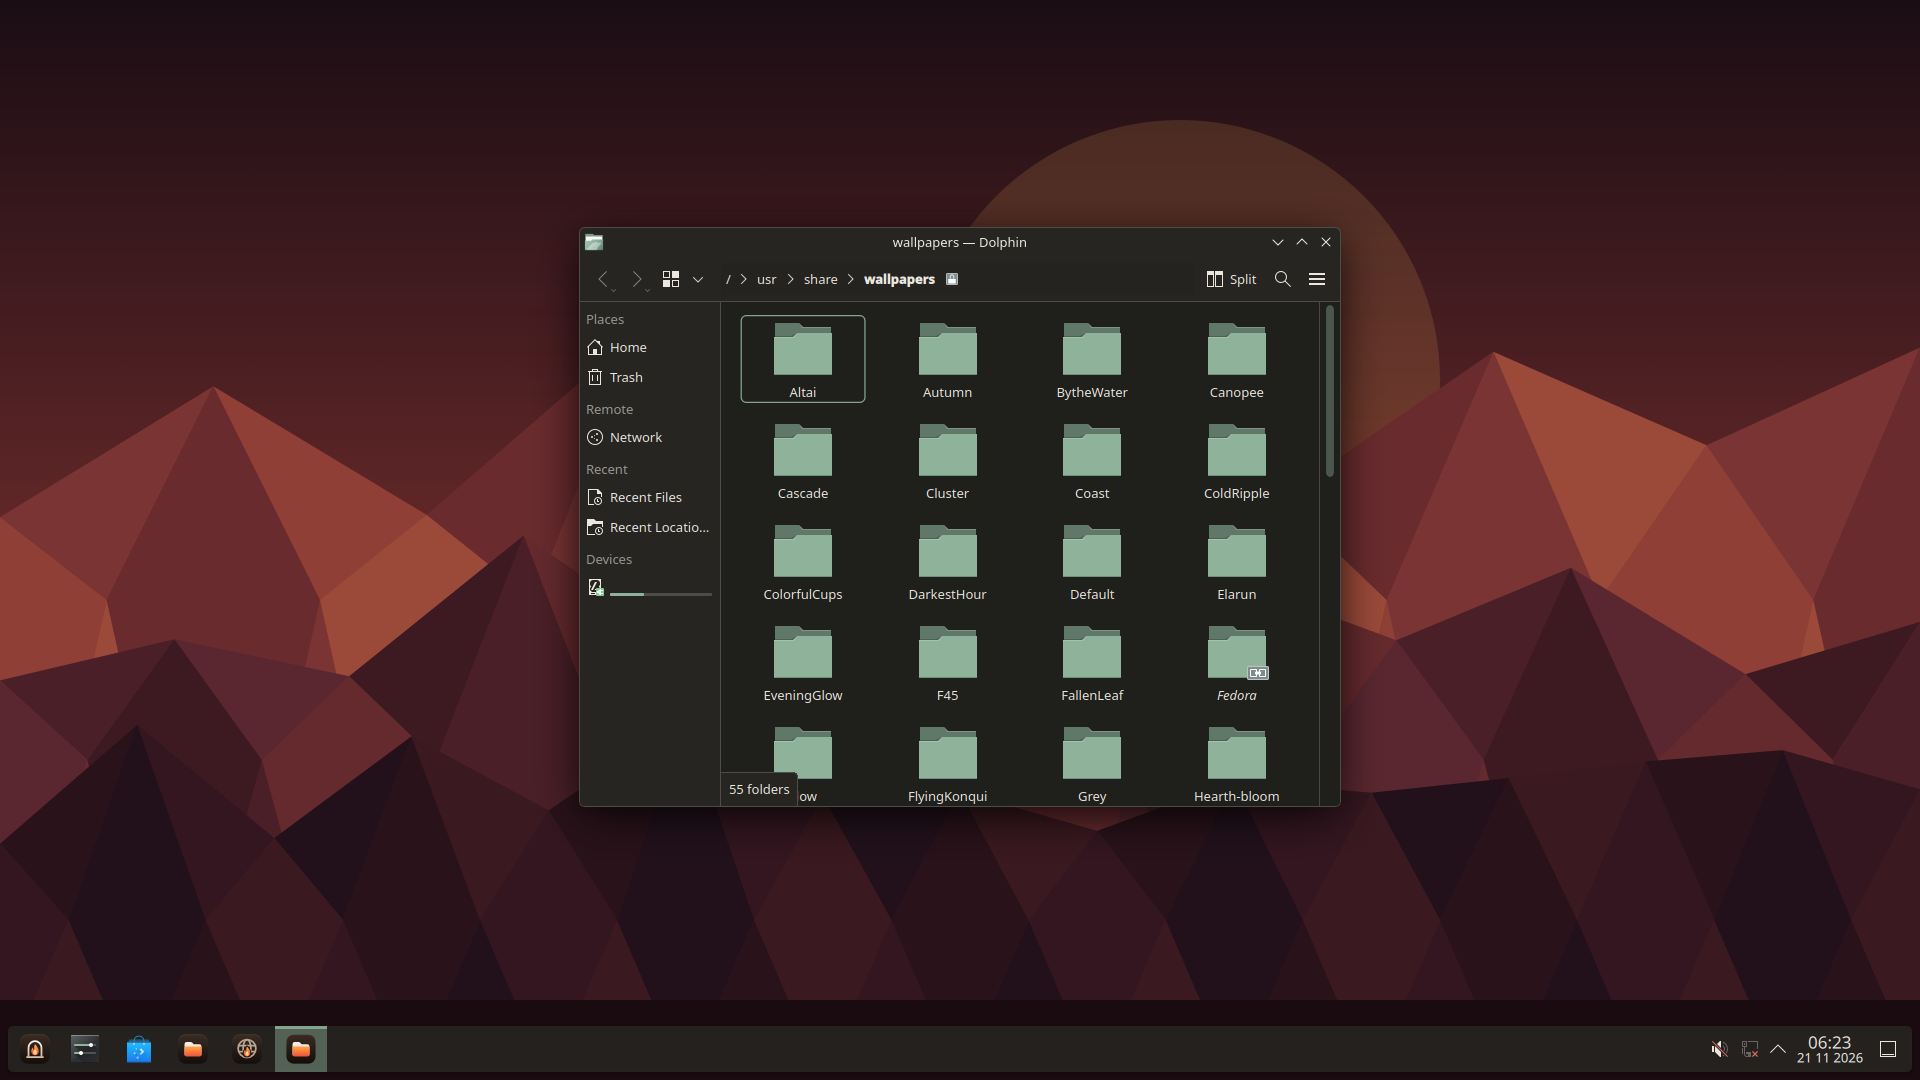 wallpapers — Dolphin
/ usr share wallpapers
Split
Places
Home
Trash
Remote
Network
Recent
Recent Files
Recent Locatio...
Devices
Altai Autumn BytheWater Canopee
Cascade Cluster Coast ColdRipple
ColorfulCups DarkestHour Default Elarun
EveningGlow F45 FallenLeaf Fedora
ow FlyingKonqui Grey Hearth-bloom
55 folders
06:23
21 11 2026